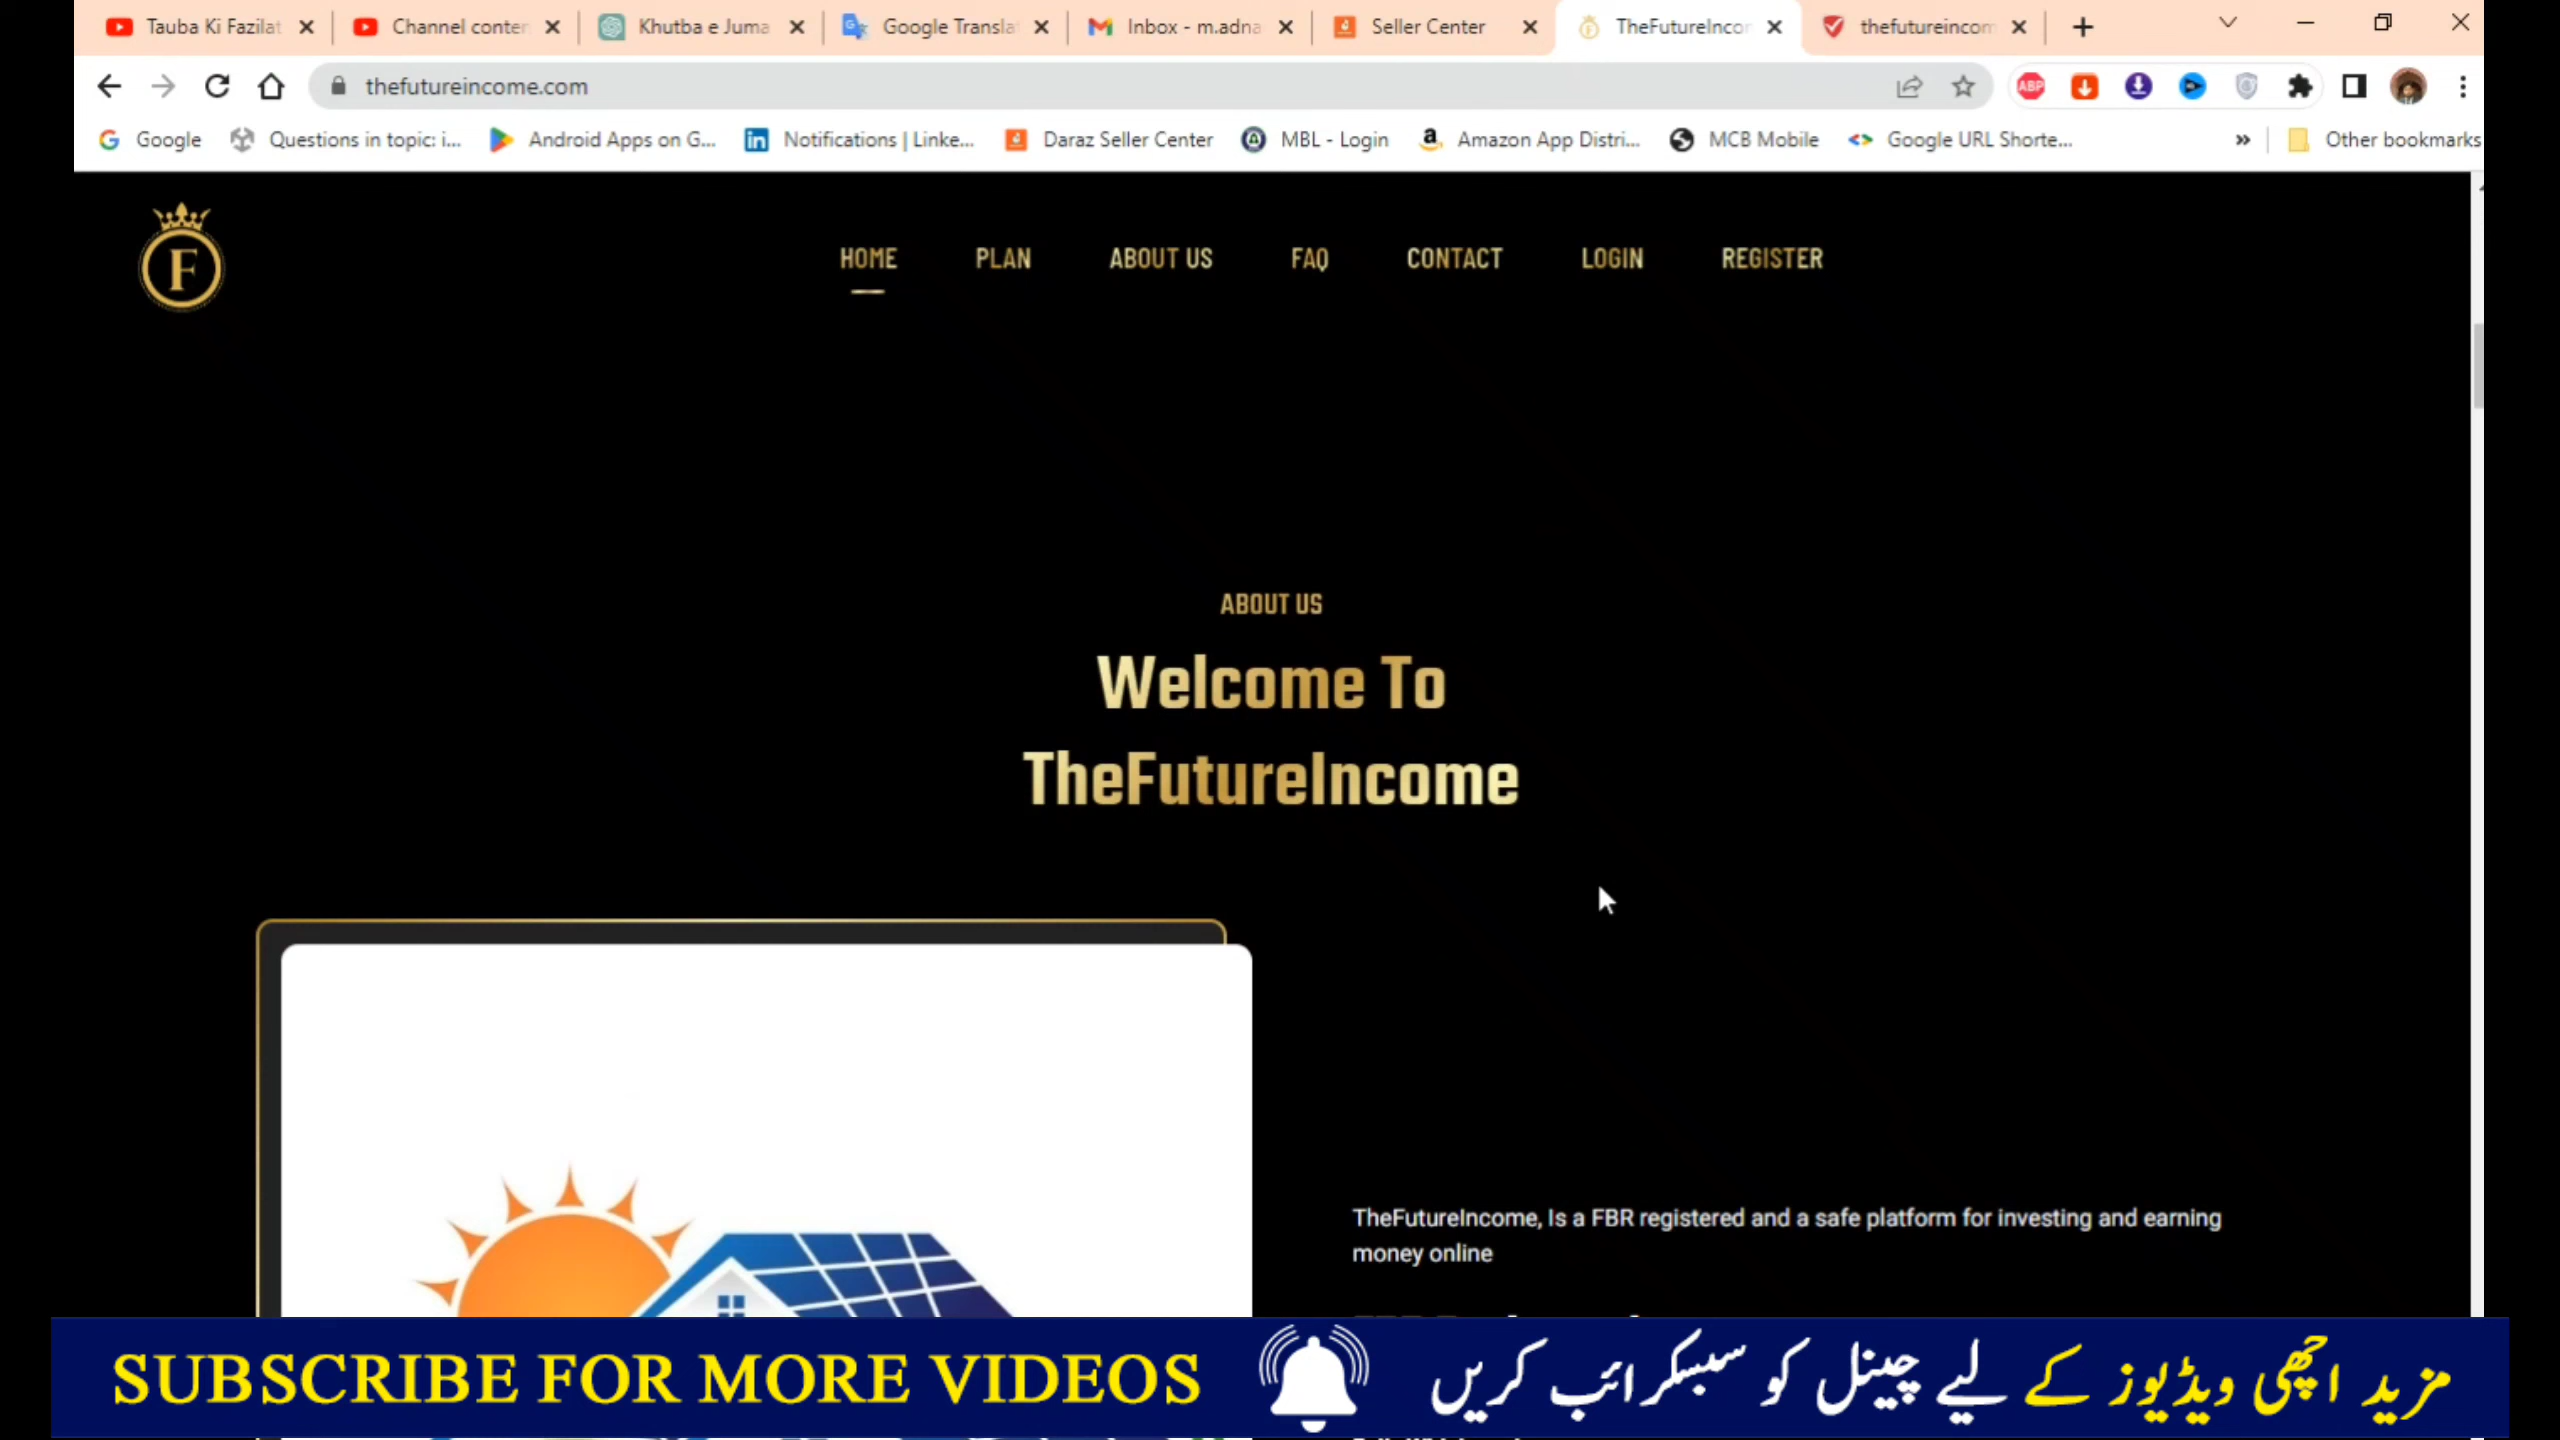 Tauba Ki Fazilat
Channel conten
Khutba e Juma
Google Transla
Inbox - m.adna
Seller Center
TheFutureIncor
thefutureincom
thefutureincome.com
ABP
Google
Questions in topic: i...
Android Apps on G...
Notifications | Linke...
Daraz Seller Center
MBL - Login
Amazon App Distri...
MCB Mobile
Google URL Shorte...
Other bookmarks
F
HOME
PLAN
ABOUT US
FAQ
CONTACT
LOGIN
REGISTER
ABOUT US
Welcome To
TheFutureIncome
TheFutureIncome, Is a FBR registered and a safe platform for investing and earning
money online
SUBSCRIBE FOR MORE VIDEOS
مزید اچھی ویڈیوز کے لیے چینل کو سبسکرائب کریں